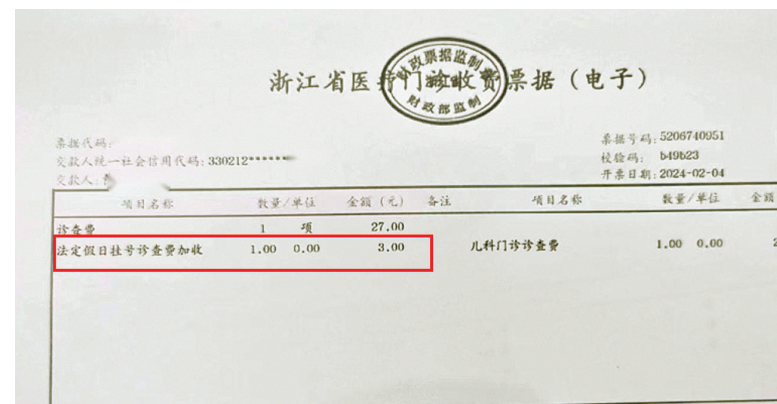 浙江省医疗门诊收费票据（电子）
财政票据监制章
财政部监制
票据代码:
交款人统一社会信用代码: 330212******
交款人:
票据号码: 5206740951
校验码: b49b23
开票日期: 2024-02-04
项目名称 数量/单位 金额（元） 备注 项目名称 数量/单位 金额
诊查费 1 项 27.00
法定假日挂号诊查费加收 1.00 0.00 3.00 儿科门诊诊查费 1.00 0.00 2